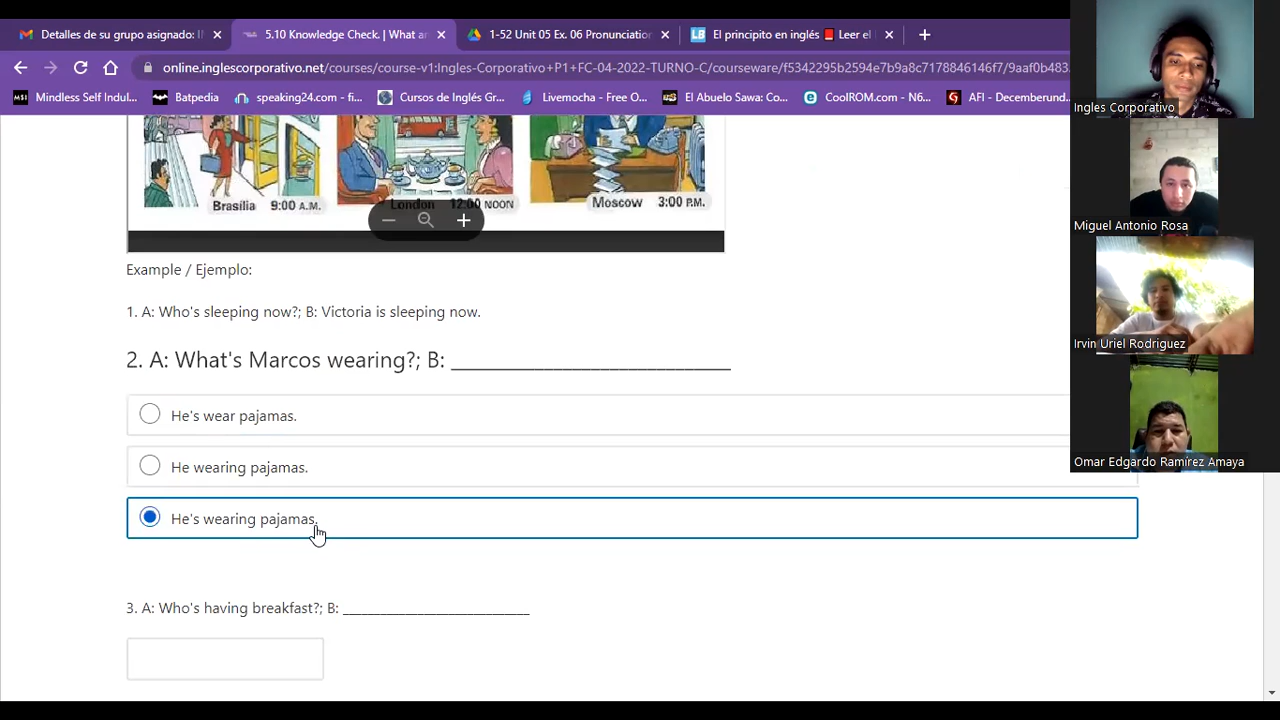 Detalles de su grupo asignado: I
5.10 Knowledge Check. | What ar
1-52 Unit 05 Ex. 06 Pronunciation
El principito en inglés 📕 Leer el
online.inglescorporativo.net/courses/course-v1:Ingles-Corporativo+P1+FC-04-2022-TURNO-C/courseware/f5342295b2594e7b9a8c7178846146f7/9aaf0b483.
Mindless Self Indul...
Batpedia
speaking24.com - fi...
Cursos de Inglés Gr...
Livemocha - Free O...
El Abuelo Sawa: Co...
CoolROM.com - N6...
AFI - Decemberund...
Brasília 9:00 A.M.
London 12:00 NOON
Moscow 3:00 P.M.
Example / Ejemplo:
1. A: Who's sleeping now?; B: Victoria is sleeping now.
2. A: What's Marcos wearing?; B: ____________________________
He's wear pajamas.
He wearing pajamas.
He's wearing pajamas.
3. A: Who's having breakfast?; B: ____________________________
Ingles Corporativo
Miguel Antonio Rosa
Irvin Uriel Rodriguez
Omar Edgardo Ramírez Amaya